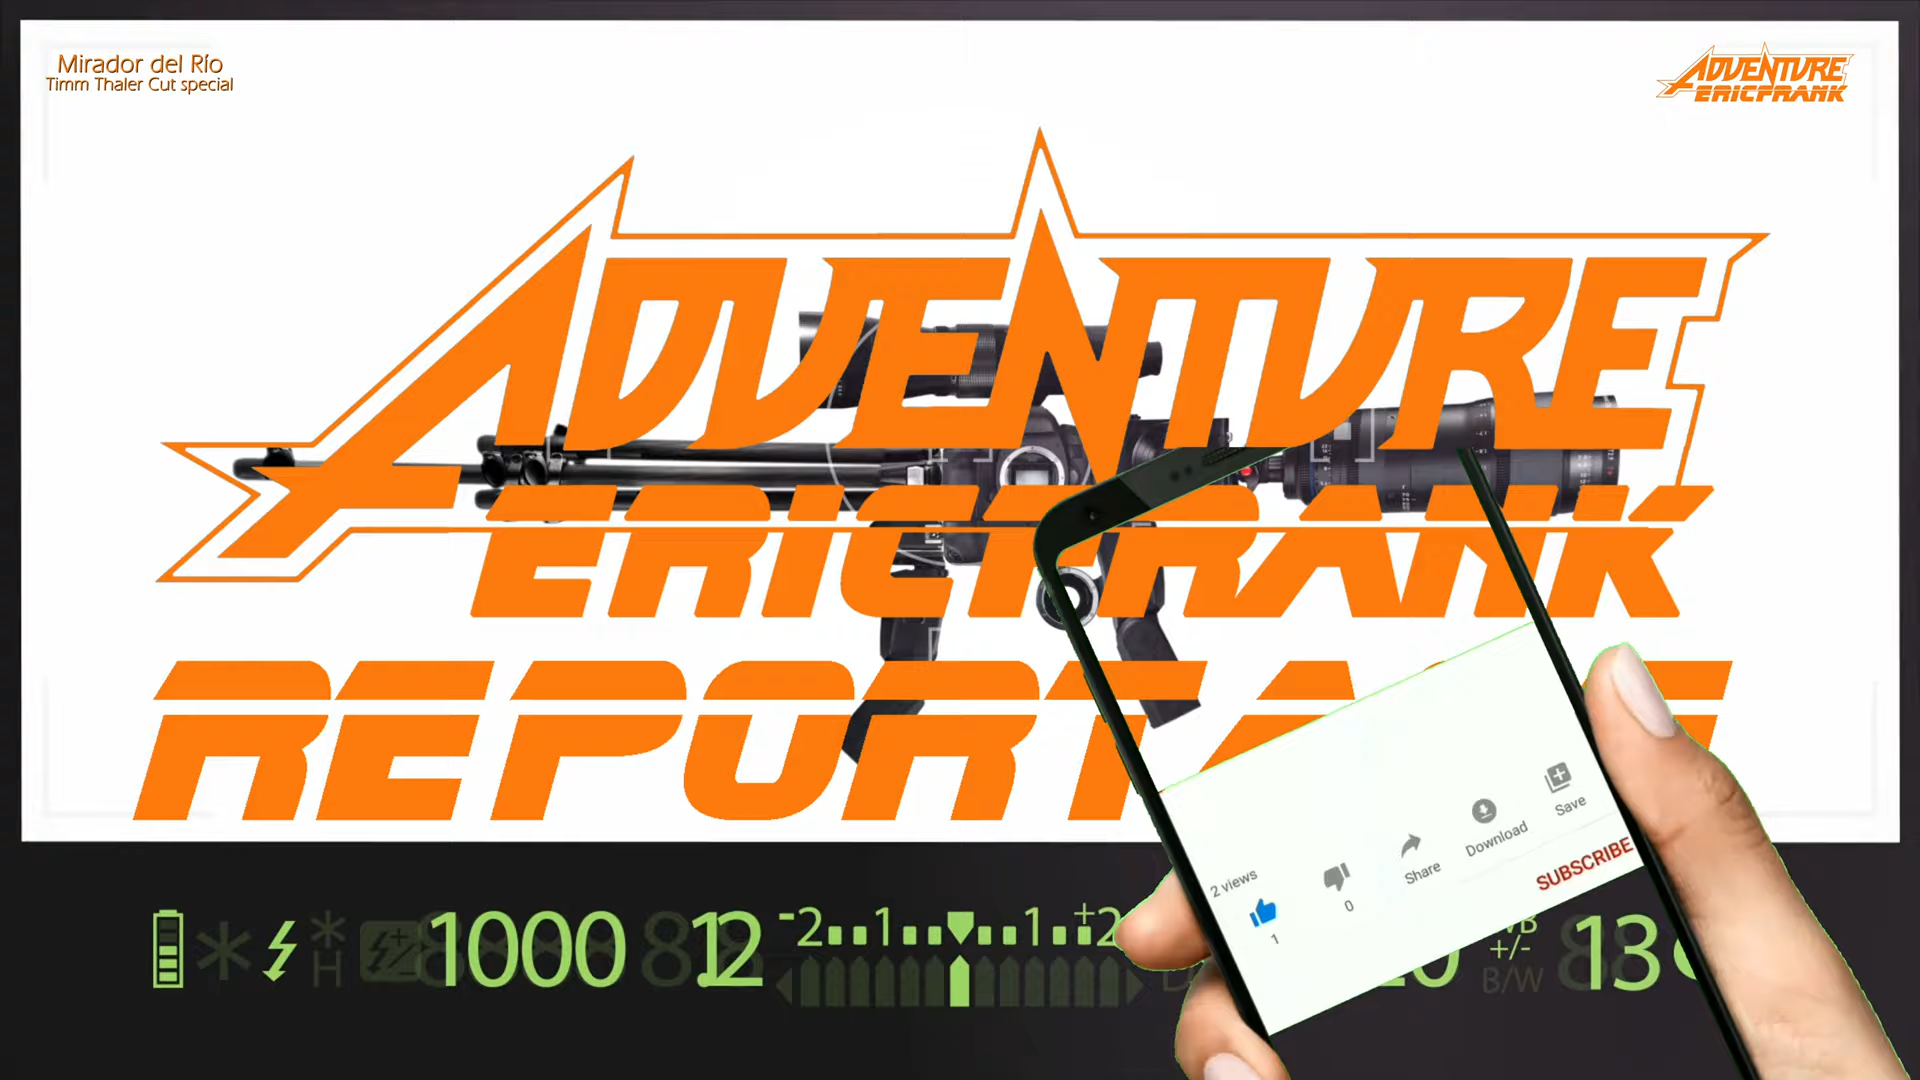 Mirador del Río
Timm Thaler Cut special
ADVENTURE
ERICFRANK
ADVENTURE
ERICFRANK
2 views
1
0
Share
Download
Save
SUBSCRIBE
H
1000
12
-2 1 1 +2
+/-
B/W
13